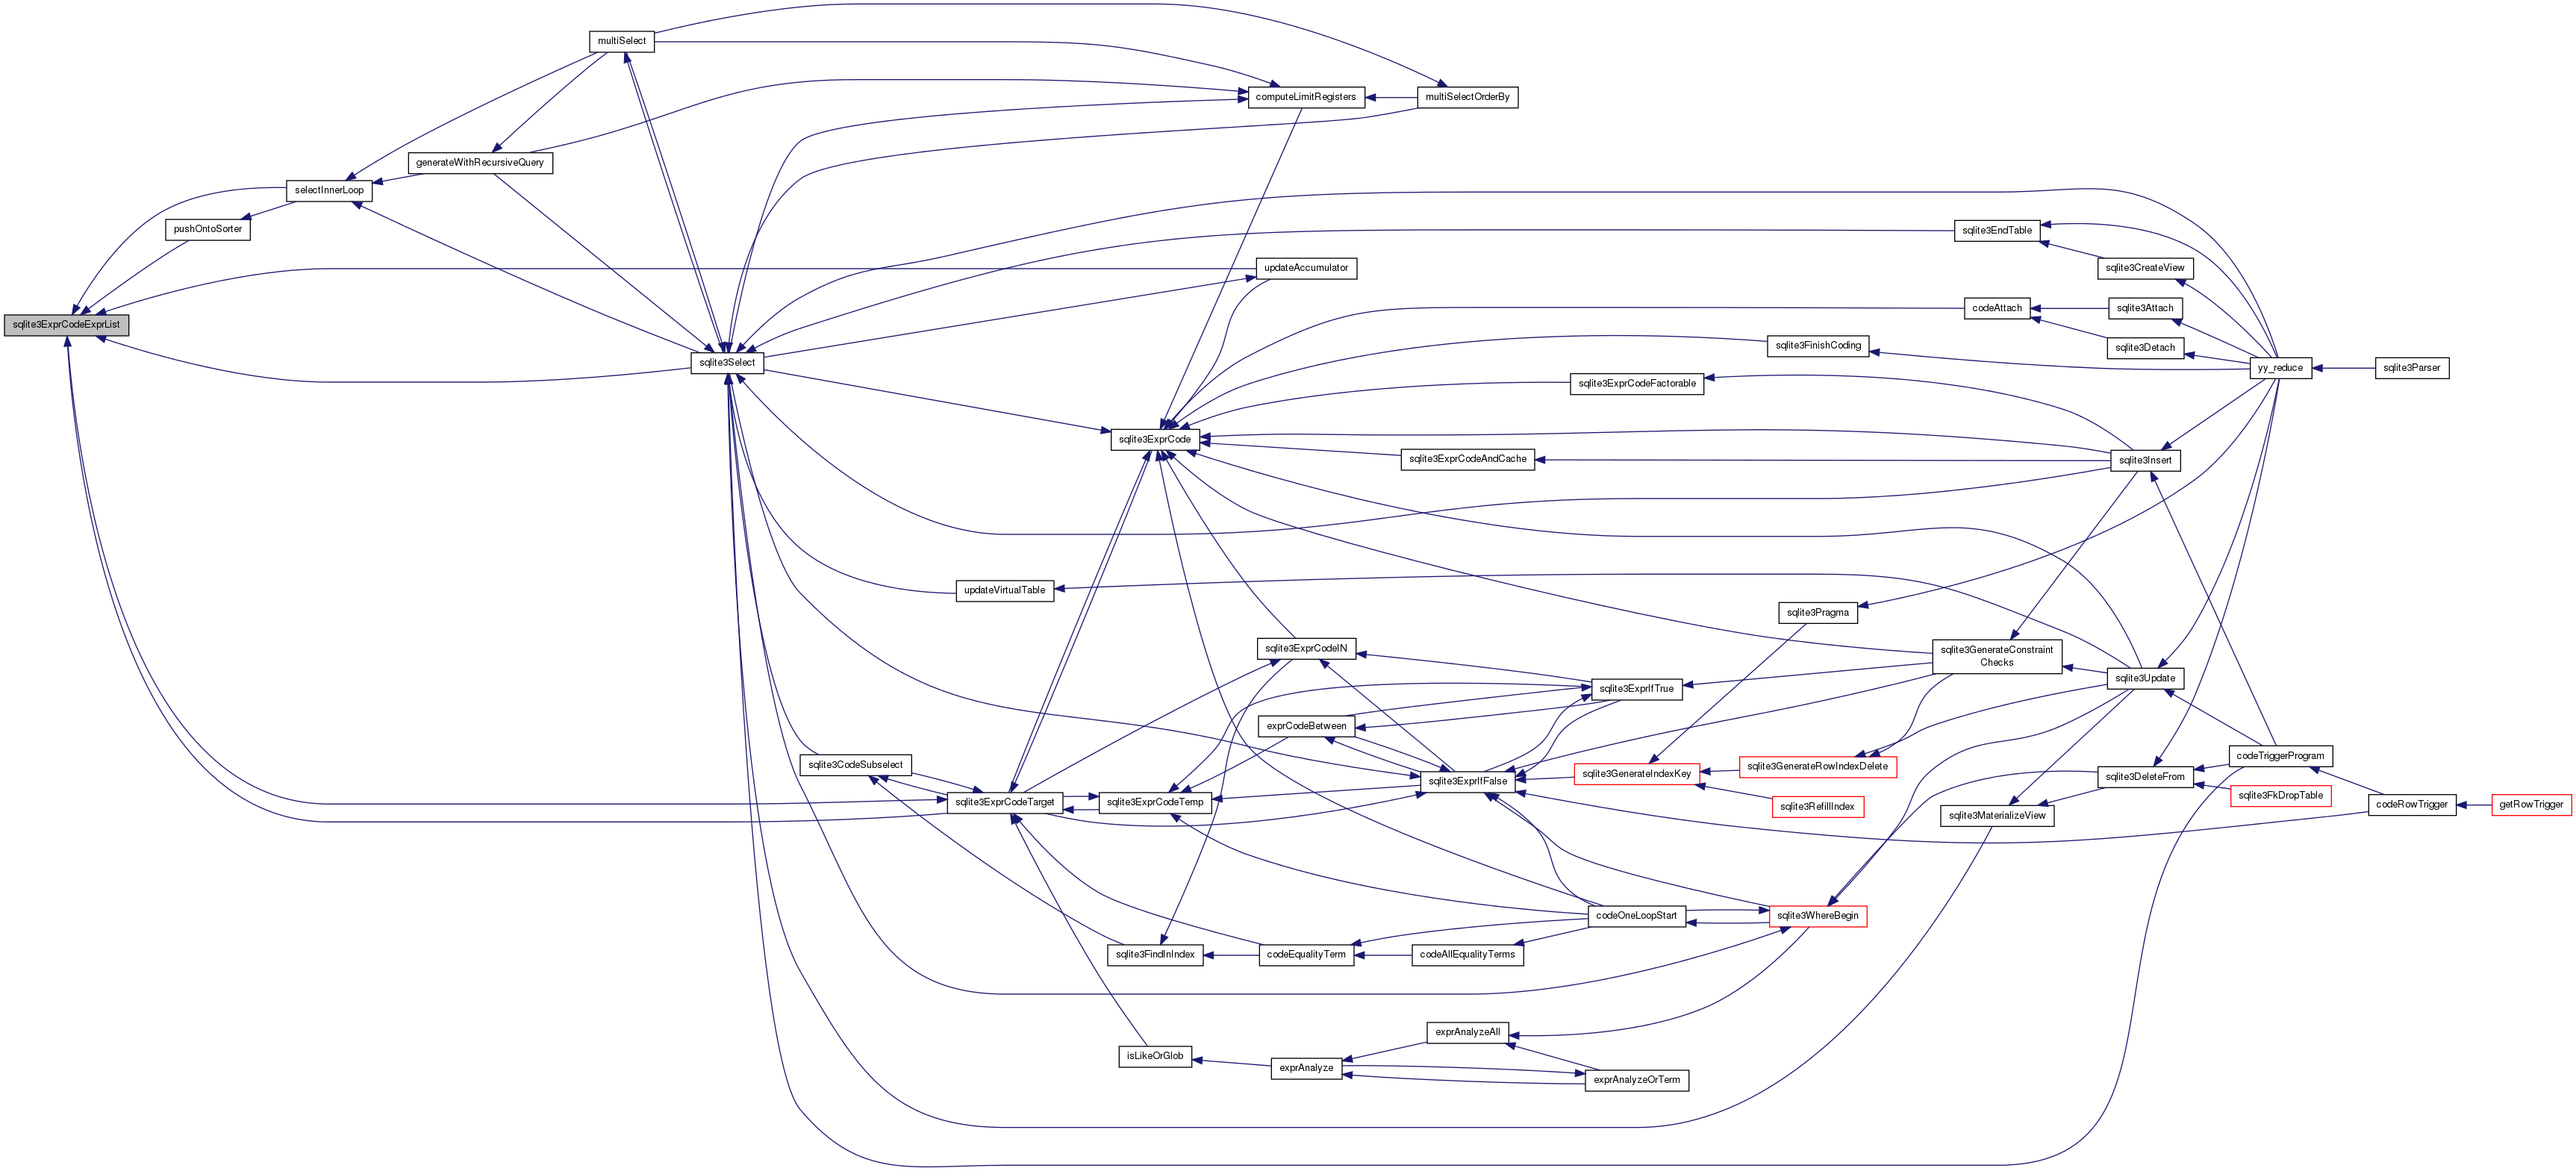 multiSelect
computeLimitRegisters
multiSelectOrderBy
generateWithRecursiveQuery
selectInnerLoop
pushOntoSorter
sqlite3EndTable
sqlite3CreateView
updateAccumulator
codeAttach
sqlite3Attach
sqlite3ExprCodeExprList
sqlite3FinishCoding
sqlite3Detach
sqlite3Select
yy_reduce
sqlite3Parser
sqlite3ExprCodeFactorable
sqlite3ExprCode
sqlite3ExprCodeAndCache
sqlite3Insert
updateVirtualTable
sqlite3Pragma
sqlite3ExprCodeIN
sqlite3GenerateConstraint
Checks
sqlite3Update
sqlite3ExprIfTrue
exprCodeBetween
codeTriggerProgram
sqlite3CodeSubselect
sqlite3GenerateRowIndexDelete
sqlite3GenerateIndexKey
sqlite3ExprIfFalse
sqlite3DeleteFrom
sqlite3FkDropTable
sqlite3ExprCodeTarget
sqlite3ExprCodeTemp
sqlite3RefillIndex
codeRowTrigger
getRowTrigger
sqlite3MaterializeView
codeOneLoopStart
sqlite3WhereBegin
sqlite3FindInIndex
codeEqualityTerm
codeAllEqualityTerms
exprAnalyzeAll
isLikeOrGlob
exprAnalyze
exprAnalyzeOrTerm